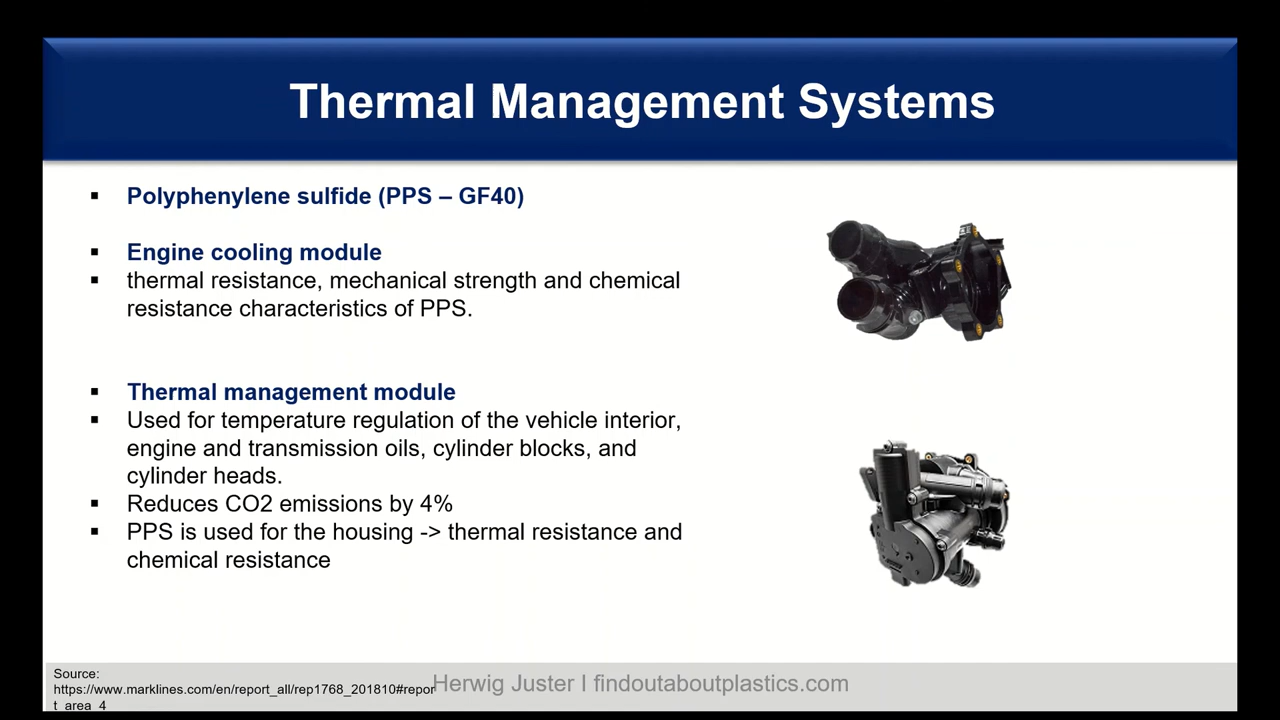 Thermal Management Systems
▪ Polyphenylene sulfide (PPS – GF40)
▪ Engine cooling module
▪ thermal resistance, mechanical strength and chemical
resistance characteristics of PPS.
▪ Thermal management module
▪ Used for temperature regulation of the vehicle interior,
engine and transmission oils, cylinder blocks, and
cylinder heads.
▪ Reduces CO2 emissions by 4%
▪ PPS is used for the housing -> thermal resistance and
chemical resistance
Source:
https://www.marklines.com/en/report_all/rep1768_201810#repor
t_area_4
Herwig Juster I findoutaboutplastics.com